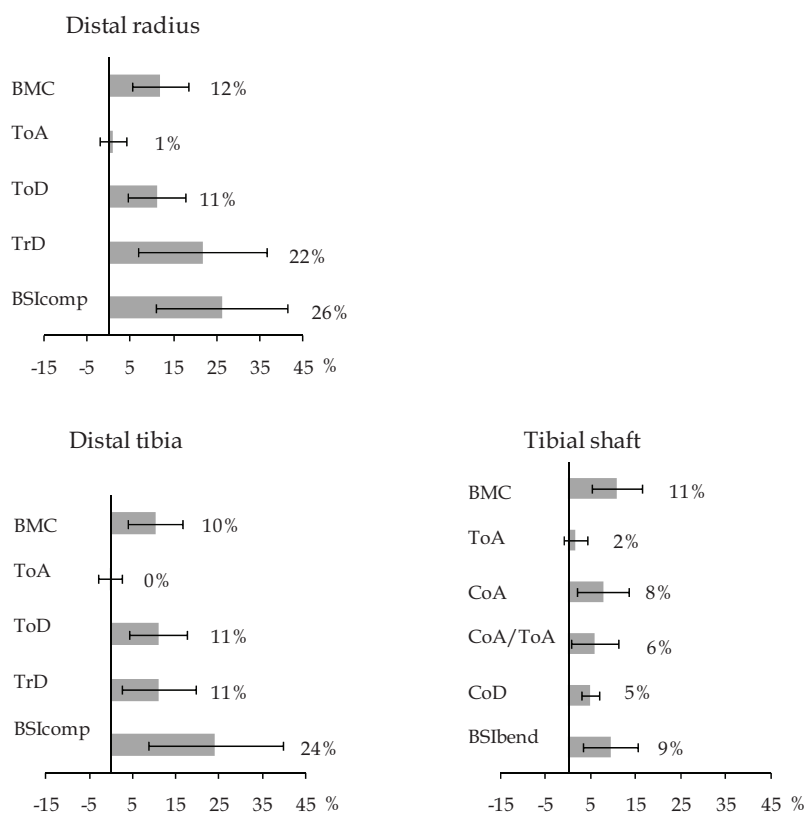 Distal radius
BMC 12%
ToA 1%
ToD 11%
TrD 22%
BSIcomp 26%
-15 -5 5 15 25 35 45 %
Distal tibia
BMC 10%
ToA 0%
ToD 11%
TrD 11%
BSIcomp 24%
-15 -5 5 15 25 35 45 %
Tibial shaft
BMC 11%
ToA 2%
CoA 8%
CoA/ToA 6%
CoD 5%
BSIbend 9%
-15 -5 5 15 25 35 45 %